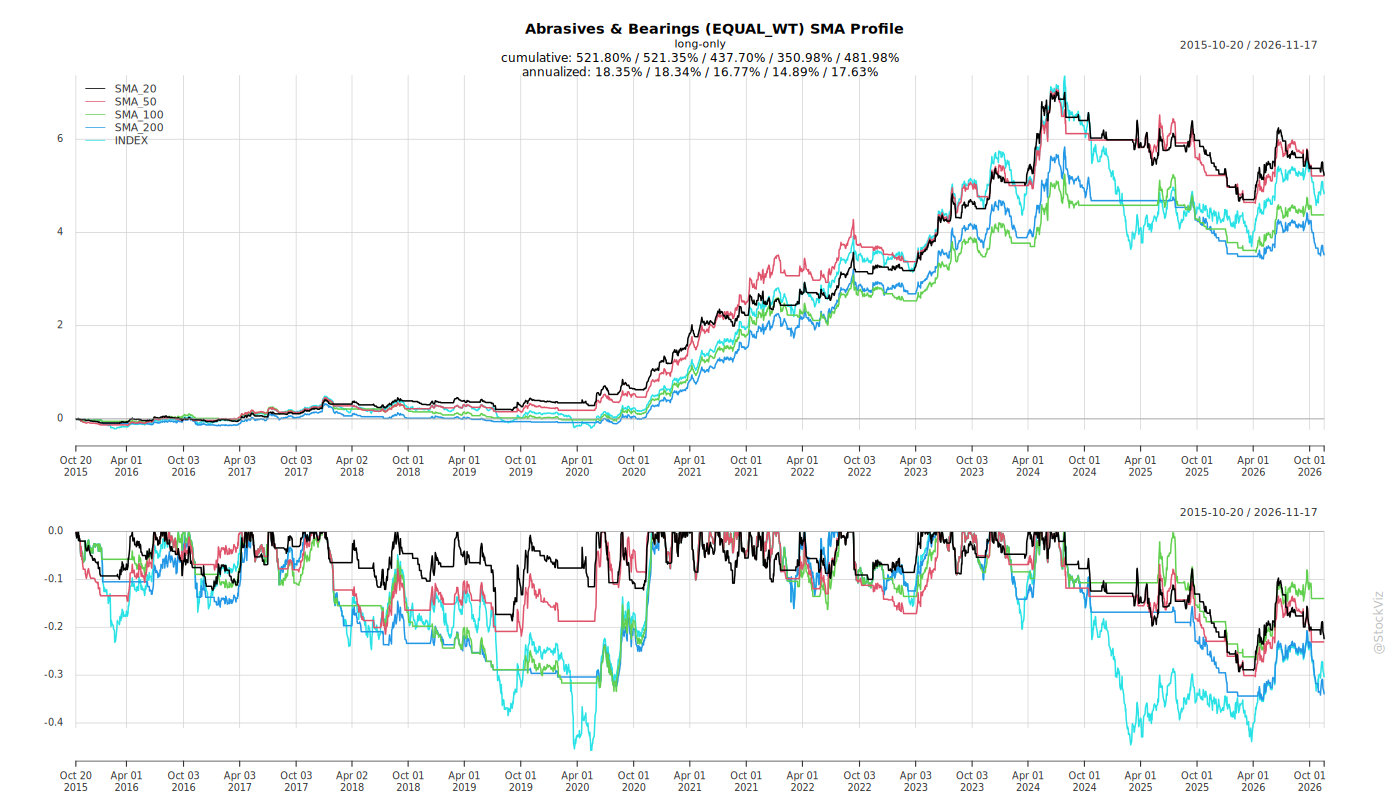 Abrasives & Bearings (EQUAL_WT) SMA Profile
long-only
cumulative: 521.80% / 521.35% / 437.70% / 350.98% / 481.98%
annualized: 18.35% / 18.34% / 16.77% / 14.89% / 17.63%
2015-10-20 / 2026-11-17
SMA_20
SMA_50
SMA_100
SMA_200
INDEX
6
4
2
0
Oct 20 Apr 01 Oct 03 Apr 03 Oct 03 Apr 02 Oct 01 Apr 01 Oct 01 Apr 01 Oct 01 Apr 01 Oct 01 Apr 01 Oct 03 Apr 03 Oct 03 Apr 01 Oct 01 Apr 01 Oct 01 Apr 01 Oct 01
2015 2016 2016 2017 2017 2018 2018 2019 2019 2020 2020 2021 2021 2022 2022 2023 2023 2024 2024 2025 2025 2026 2026
2015-10-20 / 2026-11-17
0.0
-0.1
-0.2
-0.3
-0.4
Oct 20 Apr 01 Oct 03 Apr 03 Oct 03 Apr 02 Oct 01 Apr 01 Oct 01 Apr 01 Oct 01 Apr 01 Oct 01 Apr 01 Oct 03 Apr 03 Oct 03 Apr 01 Oct 01 Apr 01 Oct 01 Apr 01 Oct 01
2015 2016 2016 2017 2017 2018 2018 2019 2019 2020 2020 2021 2021 2022 2022 2023 2023 2024 2024 2025 2025 2026 2026
@StockViz